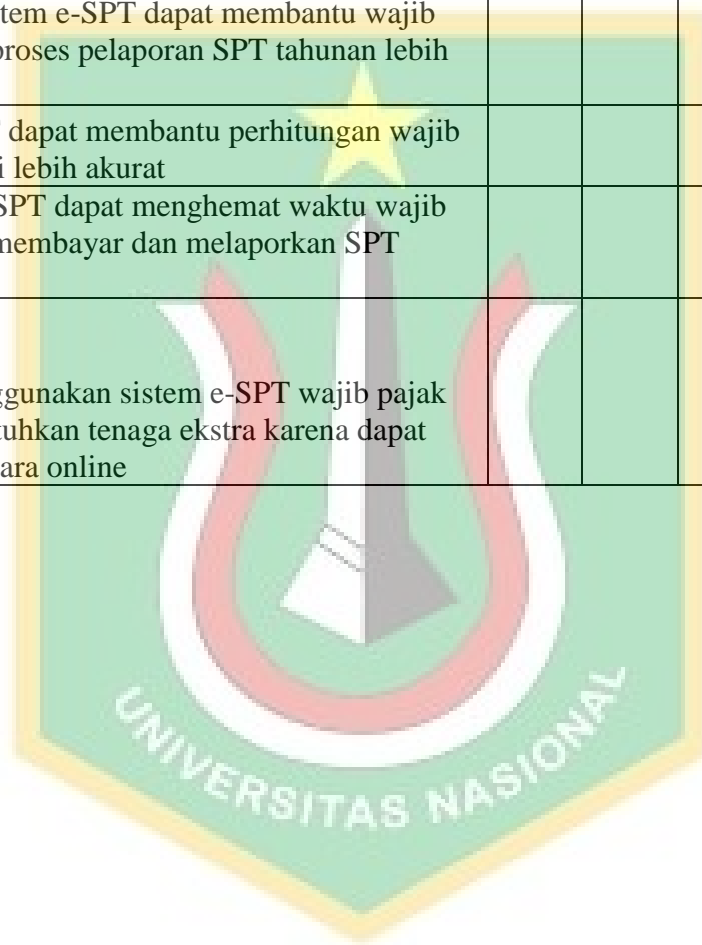 tem e-SPT dapat membantu wajib
proses pelaporan SPT tahunan lebih
dapat membantu perhitungan wajib
i lebih akurat
SPT dapat menghemat waktu wajib
membayar dan melaporkan SPT
ggunakan sistem e-SPT wajib pajak
tuhkan tenaga ekstra karena dapat
ara online
UNIVERSITAS NASIONAL